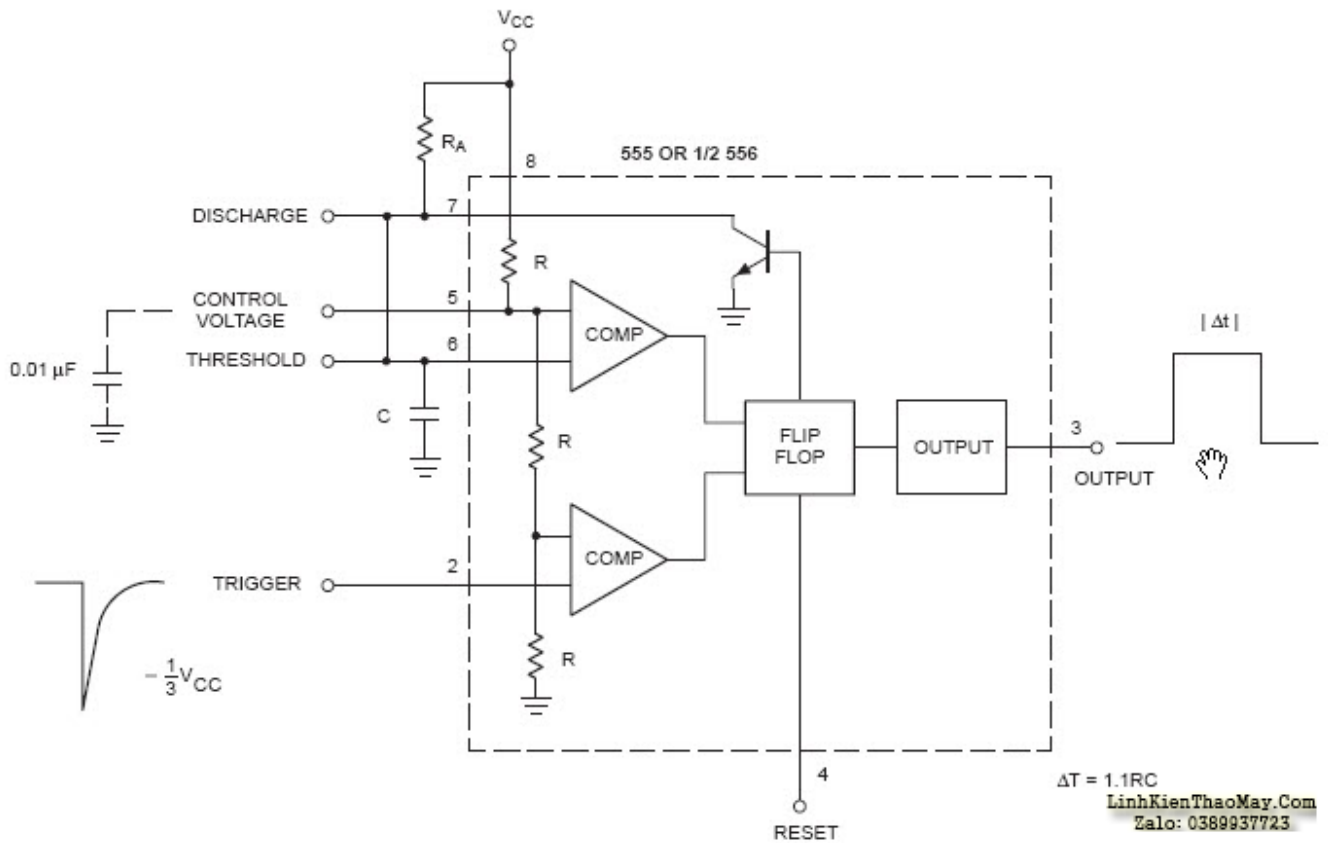 VCC
RA
555 OR 1/2 556
8
DISCHARGE
7
R
CONTROL
VOLTAGE
5
COMP
| Δt |
THRESHOLD
6
0.01 µF
C
R
FLIP
FLOP
OUTPUT
3
OUTPUT
COMP
TRIGGER
2
R
– 1/3 VCC
4
ΔT = 1.1RC
RESET
LinhKienThaoMay.Com
Zalo: 0389937723